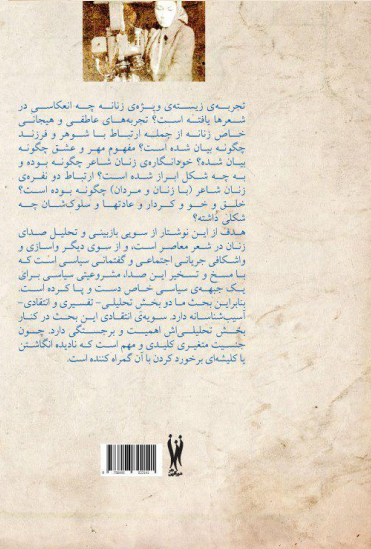 تجربه‌ی زیسته‌ی ویژه‌ی زنانه چه انعکاسی در
شعرها یافته است؟ تجربه‌های عاطفی و هیجانی
خاص زنانه از جمله ارتباط با شوهر و فرزند
چگونه بیان شده است؟ مفهوم مهر و عشق چگونه
بیان شده؟ خودانگاره‌ی زنان شاعر چگونه بوده و
به چه شکل ابراز شده است؟ ارتباط دو نفره‌ی
زنان شاعر (با زنان و مردان) چگونه بوده است؟
خلق و خو و کردار و عادتها و سلوک‌شان چه
شکلی داشته؟
هدف از این نوشتار از سویی بازبینی و تحلیل صدای
زنان در شعر معاصر است، و از سوی دیگر واسازی و
واشکافی جریانی اجتماعی و گفتمانی سیاسی است که
با مسخ و تسخیر این صدا، مشروعیتی سیاسی برای
یک جبهه‌ی سیاسی خاص دست و پا کرده است.
بنابراین بحث ما دو بخش تحلیلی-تفسیری و انتقادی-
آسیب‌شناسانه دارد. سویه‌ی انتقادی این بحث در کنار
بخش تحلیلی‌اش اهمیت و برجستگی دارد. چون
جنسیت متغیری کلیدی و مهم است که نادیده انگاشتن
یا کلیشه‌ای برخورد کردن با آن گمراه کننده است.